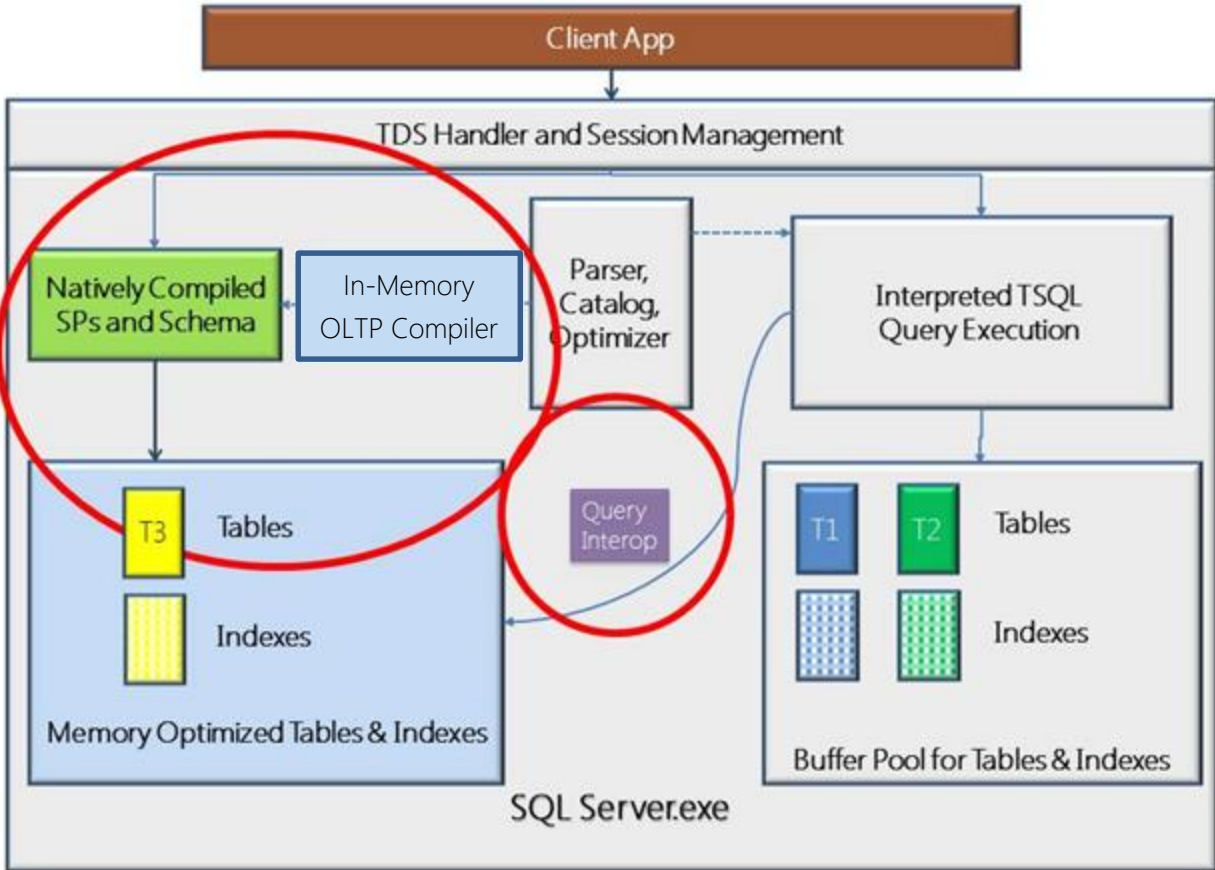 Client App
TDS Handler and Session Management
Natively Compiled
SPs and Schema
In-Memory
OLTP Compiler
Parser,
Catalog,
Optimizer
Interpreted TSQL
Query Execution
T3
Tables
Indexes
Memory Optimized Tables & Indexes
Query
Interop
T1
T2
Tables
Indexes
Buffer Pool for Tables & Indexes
SQL Server.exe